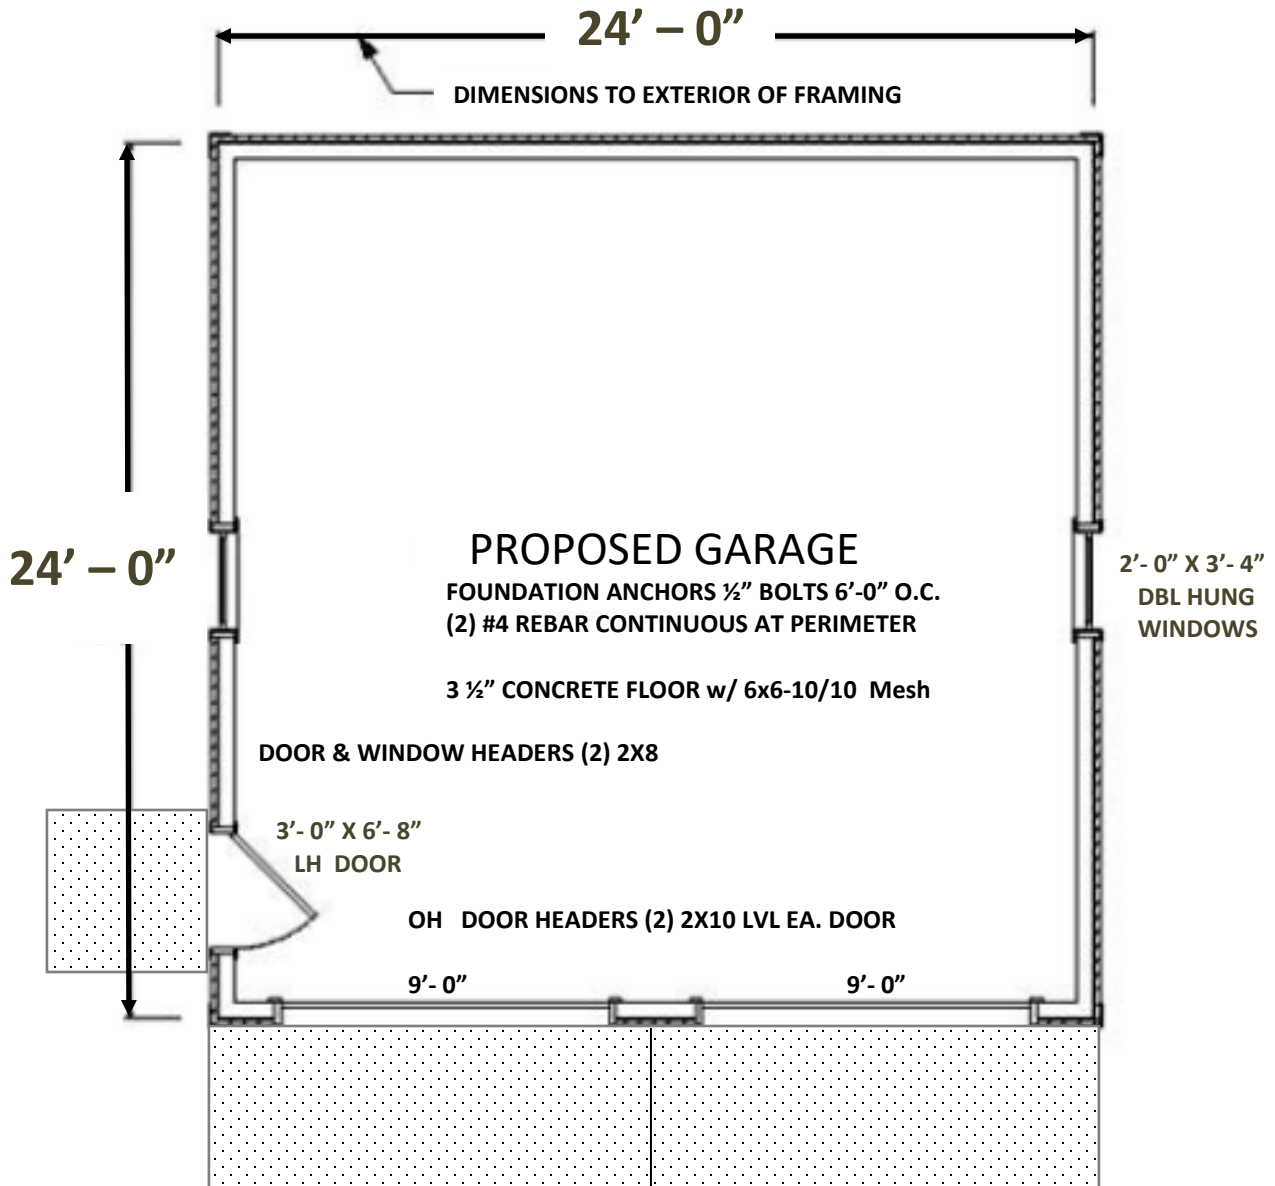 24’ – 0”
DIMENSIONS TO EXTERIOR OF FRAMING
24’ – 0”
PROPOSED GARAGE
FOUNDATION ANCHORS ½” BOLTS 6’-0” O.C.
(2) #4 REBAR CONTINUOUS AT PERIMETER
3 ½” CONCRETE FLOOR w/ 6x6-10/10 Mesh
2’- 0” X 3’- 4”
DBL HUNG
WINDOWS
DOOR & WINDOW HEADERS (2) 2X8
3’- 0” X 6’- 8”
LH DOOR
OH DOOR HEADERS (2) 2X10 LVL EA. DOOR
9’- 0”
9’- 0”